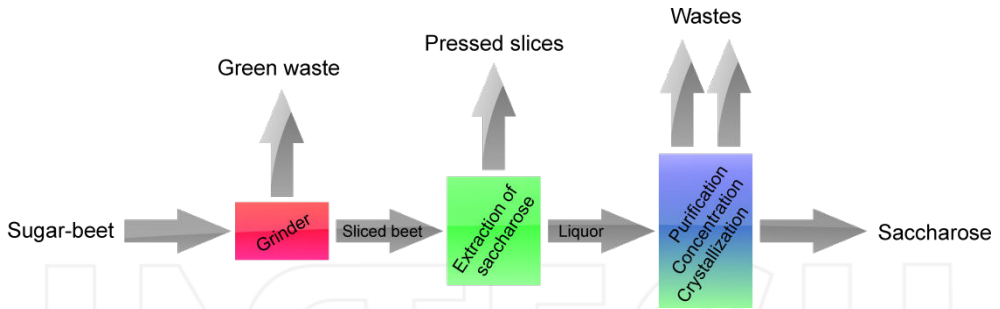 Wastes
Pressed slices
Green waste
Sugar-beet
Grinder
Sliced beet
Extraction of
saccharose
Liquor
Purification
Concentration
Crystallization
Saccharose